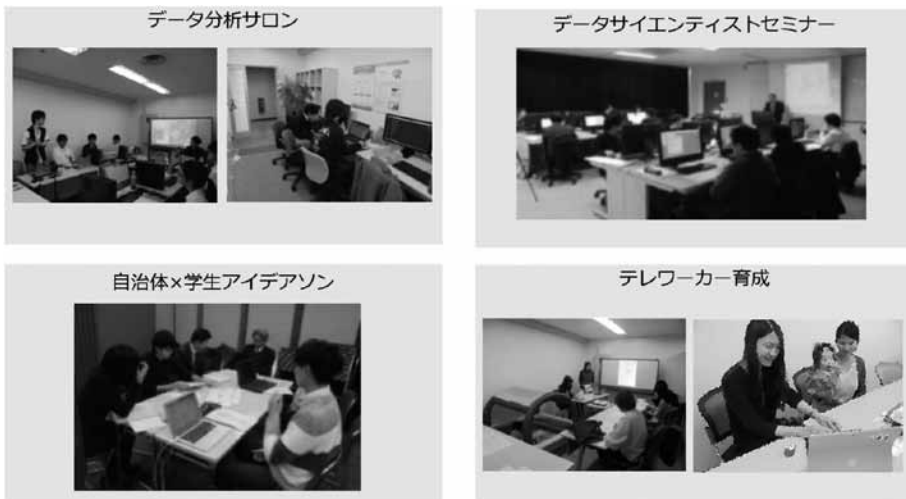 データ分析サロン
データサイエンティストセミナー
自治体×学生アイデアソン
テレワーカー育成